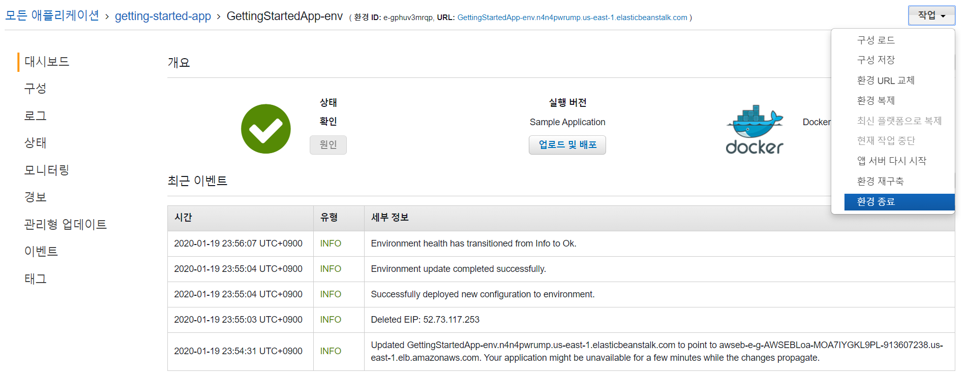 모든 애플리케이션 > getting-started-app > GettingStartedApp-env ( 환경 ID: e-gphuv3mrqp, URL: GettingStartedApp-env.n4n4pwrump.us-east-1.elasticbeanstalk.com )
작업
구성 로드
구성 저장
환경 URL 교체
환경 복제
최신 플랫폼으로 복제
현재 작업 중단
앱 서버 다시 시작
환경 재구축
환경 종료
대시보드
구성
로그
상태
모니터링
경보
관리형 업데이트
이벤트
태그
개요
상태
확인
원인
실행 버전
Sample Application
업로드 및 배포
docker
Docker
최근 이벤트
시간 유형 세부 정보
2020-01-19 23:56:07 UTC+0900 INFO Environment health has transitioned from Info to Ok.
2020-01-19 23:55:04 UTC+0900 INFO Environment update completed successfully.
2020-01-19 23:55:04 UTC+0900 INFO Successfully deployed new configuration to environment.
2020-01-19 23:55:03 UTC+0900 INFO Deleted EIP: 52.73.117.253
2020-01-19 23:54:31 UTC+0900 INFO Updated GettingStartedApp-env.n4n4pwrump.us-east-1.elasticbeanstalk.com to point to awseb-e-g-AWSEBLoa-MOA7IYGKL9PL-913607238.us-
east-1.elb.amazonaws.com. Your application might be unavailable for a few minutes while the changes propagate.